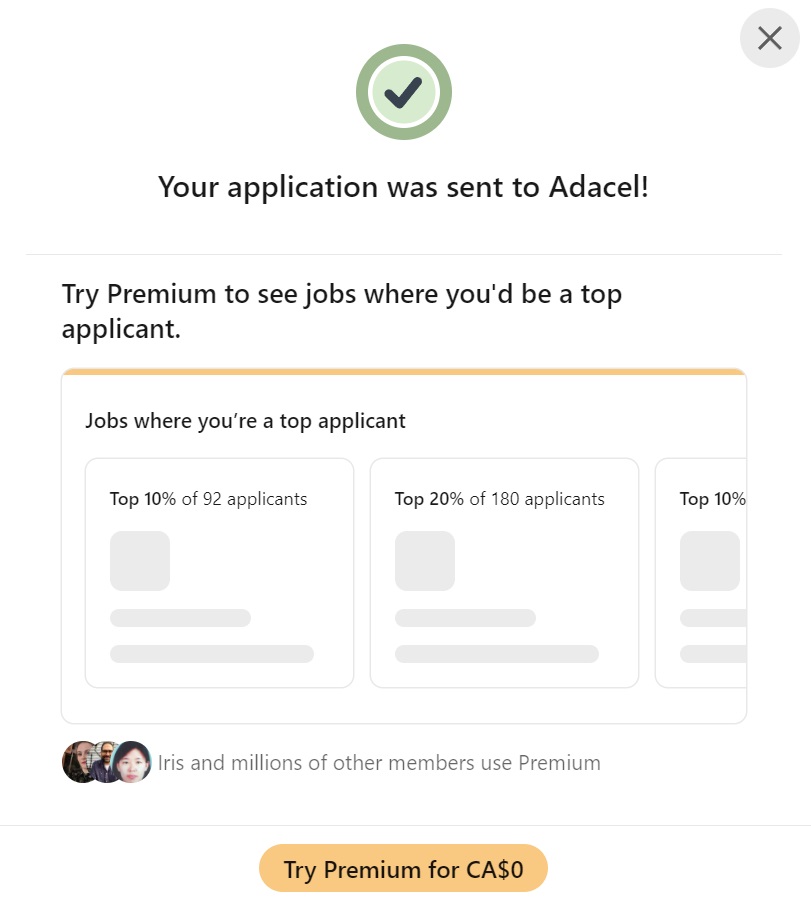 Your application was sent to Adacel!
Try Premium to see jobs where you'd be a top
applicant.
Jobs where you’re a top applicant
Top 10% of 92 applicants
Top 20% of 180 applicants
Top 10%
Iris and millions of other members use Premium
Try Premium for CA$0